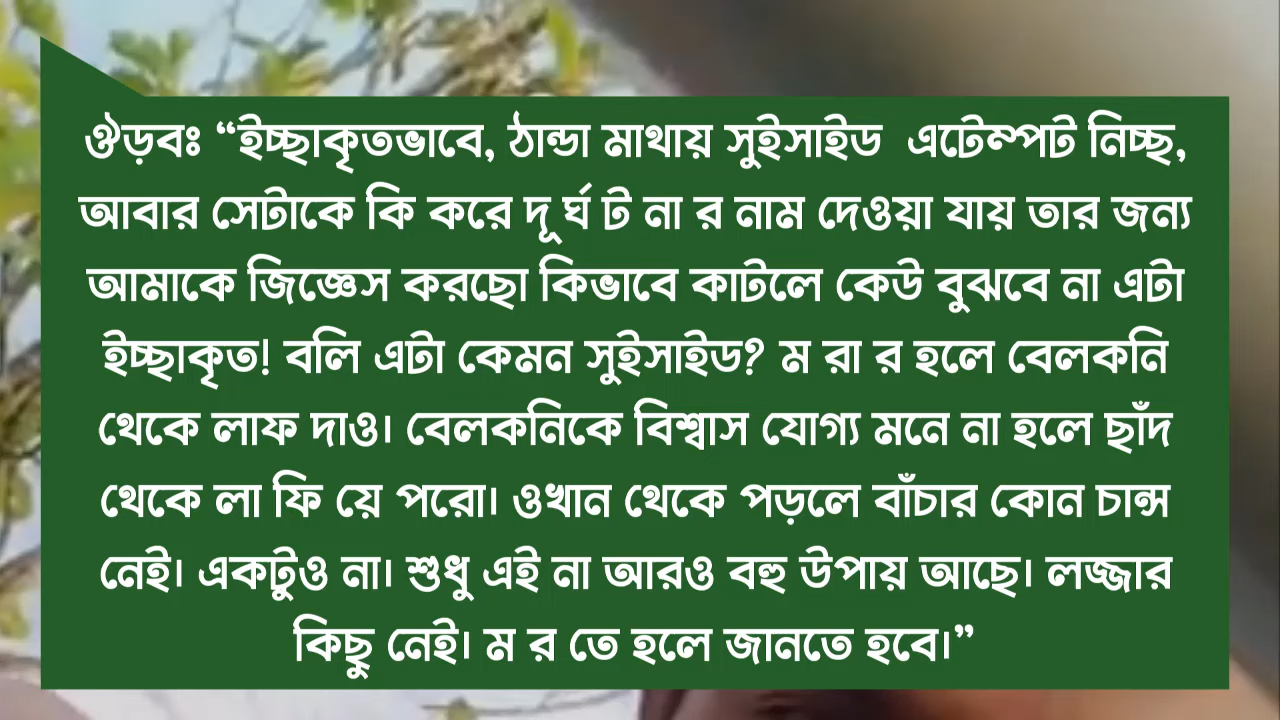 ঔড়বঃ “ইচ্ছাকৃতভাবে, ঠান্ডা মাথায় সুইসাইড এটেম্পট নিচ্ছ,
আবার সেটাকে কি করে দূ র্ঘ ট না র নাম দেওয়া যায় তার জন্য
আমাকে জিজ্ঞেস করছো কিভাবে কাটলে কেউ বুঝবে না এটা
ইচ্ছাকৃত! বলি এটা কেমন সুইসাইড? ম রা র হলে বেলকনি
থেকে লাফ দাও। বেলকনিকে বিশ্বাস যোগ্য মনে না হলে ছাঁদ
থেকে লা ফি য়ে পরো। ওখান থেকে পড়লে বাঁচার কোন চান্স
নেই। একটুও না। শুধু এই না আরও বহু উপায় আছে। লজ্জার
কিছু নেই। ম র তে হলে জানতে হবে।”